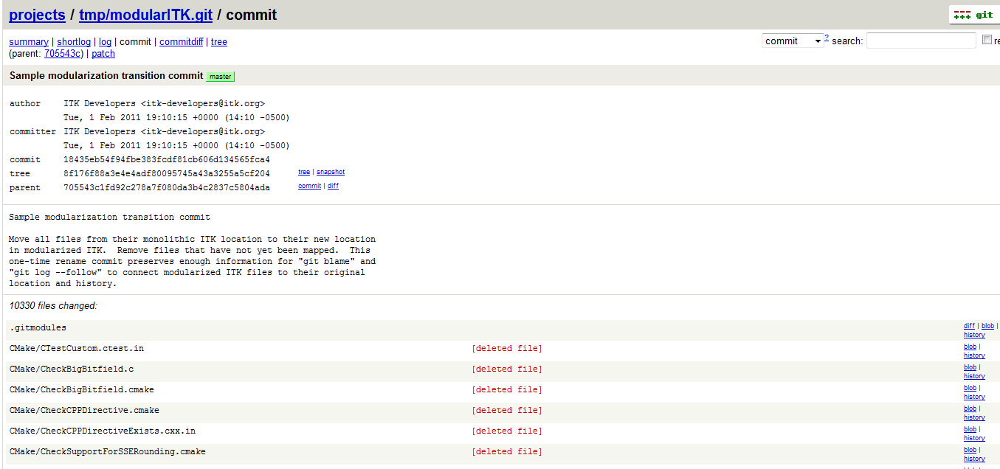 projects / tmp/modularITK.git / commit
git
summary | shortlog | log | commit | commitdiff | tree
commit ? search: re
(parent: 705543c) | patch
Sample modularization transition commit master
author ITK Developers <itk-developers@itk.org>
Tue, 1 Feb 2011 19:10:15 +0000 (14:10 -0500)
committer ITK Developers <itk-developers@itk.org>
Tue, 1 Feb 2011 19:10:15 +0000 (14:10 -0500)
commit 18435eb54f94fbe383fcdf81cb606d134565fca4
tree 8f176f88a3e4e4adf80095745a43a3255a5cf204 tree | snapshot
parent 705543c1fd92c278a7f080da3b4c2837c5804ada commit | diff
Sample modularization transition commit
Move all files from their monolithic ITK location to their new location
in modularized ITK.  Remove files that have not yet been mapped.  This
one-time rename commit preserves enough information for "git blame" and
"git log --follow" to connect modularized ITK files to their original
location and history.
10330 files changed:
.gitmodules diff | blob |
history
CMake/CTestCustom.ctest.in [deleted file] blob |
history
CMake/CheckBigBitfield.c [deleted file] blob |
history
CMake/CheckBigBitfield.cmake [deleted file] blob |
history
CMake/CheckCPPDirective.cmake [deleted file] blob |
history
CMake/CheckCPPDirectiveExists.cxx.in [deleted file] blob |
history
CMake/CheckSupportForSSERounding.cmake [deleted file] blob |
history